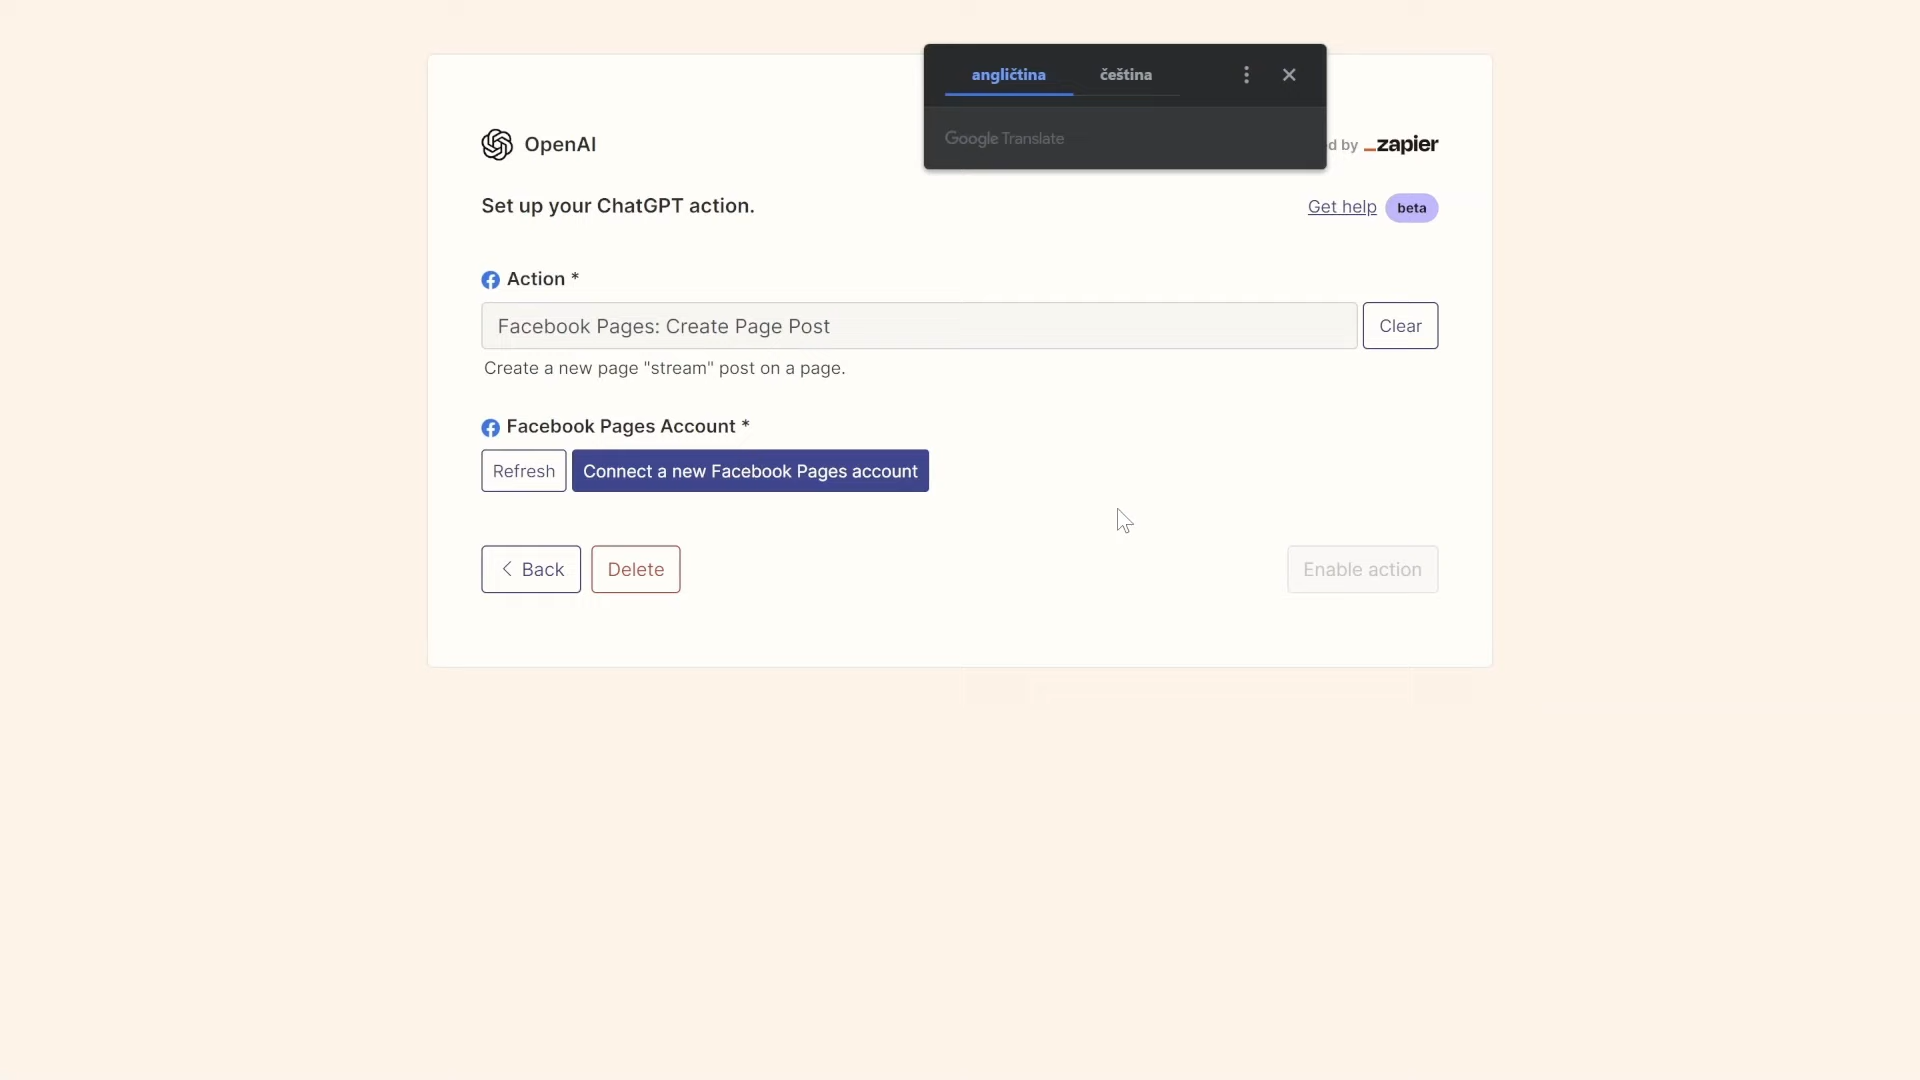 angličtina čeština
Google Translate
OpenAI
d by zapier
Set up your ChatGPT action.
Get help beta
Action *
Facebook Pages: Create Page Post Clear
Create a new page "stream" post on a page.
Facebook Pages Account *
Refresh Connect a new Facebook Pages account
Back Delete Enable action